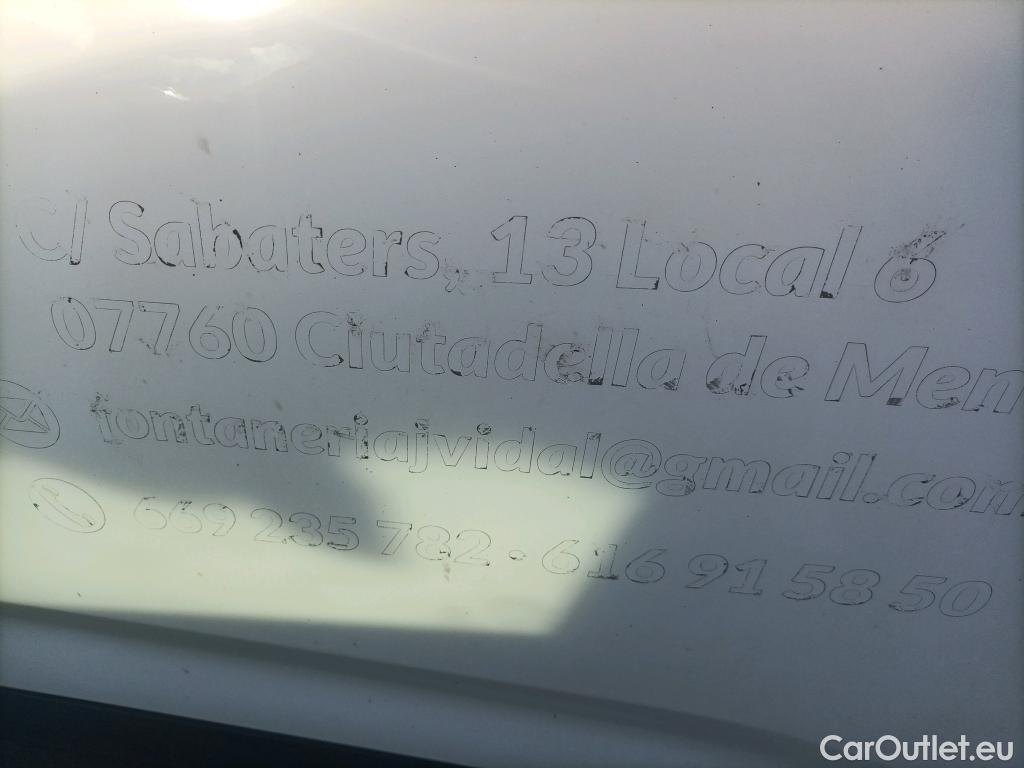 C/ Sabaters, 13 Local 6
07760 Ciutadella de Men
fontaneriajvidal@gmail.com
669 235 782 · 616 91 58 50
CarOutlet.eu